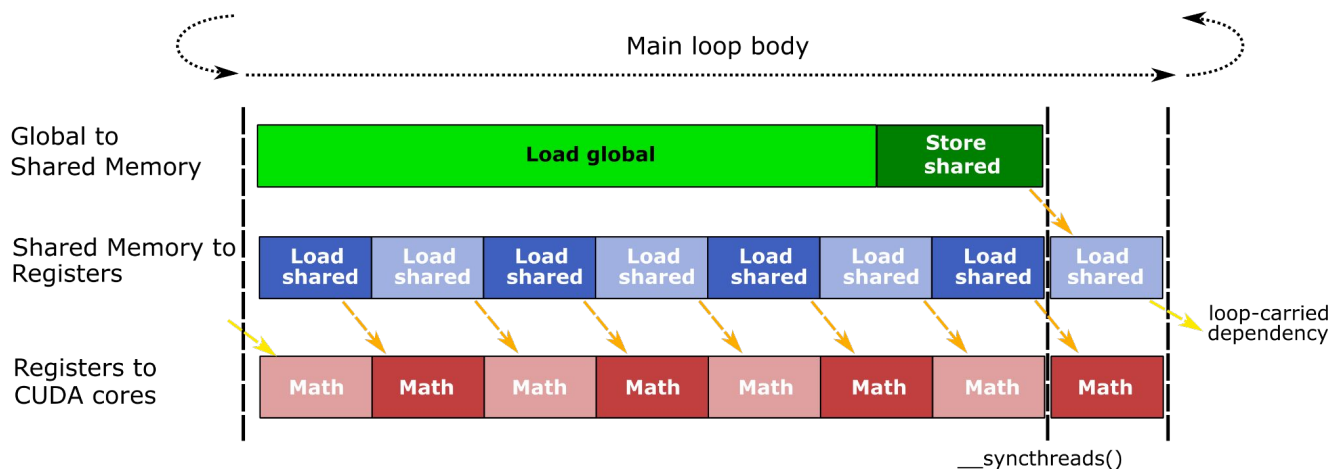 Main loop body
Global to
Shared Memory
Load global
Store
shared
Shared Memory to
Registers
Load
shared
Load
shared
Load
shared
Load
shared
Load
shared
Load
shared
Load
shared
Load
shared
loop-carried
dependency
Registers to
CUDA cores
Math
Math
Math
Math
Math
Math
Math
Math
__syncthreads()